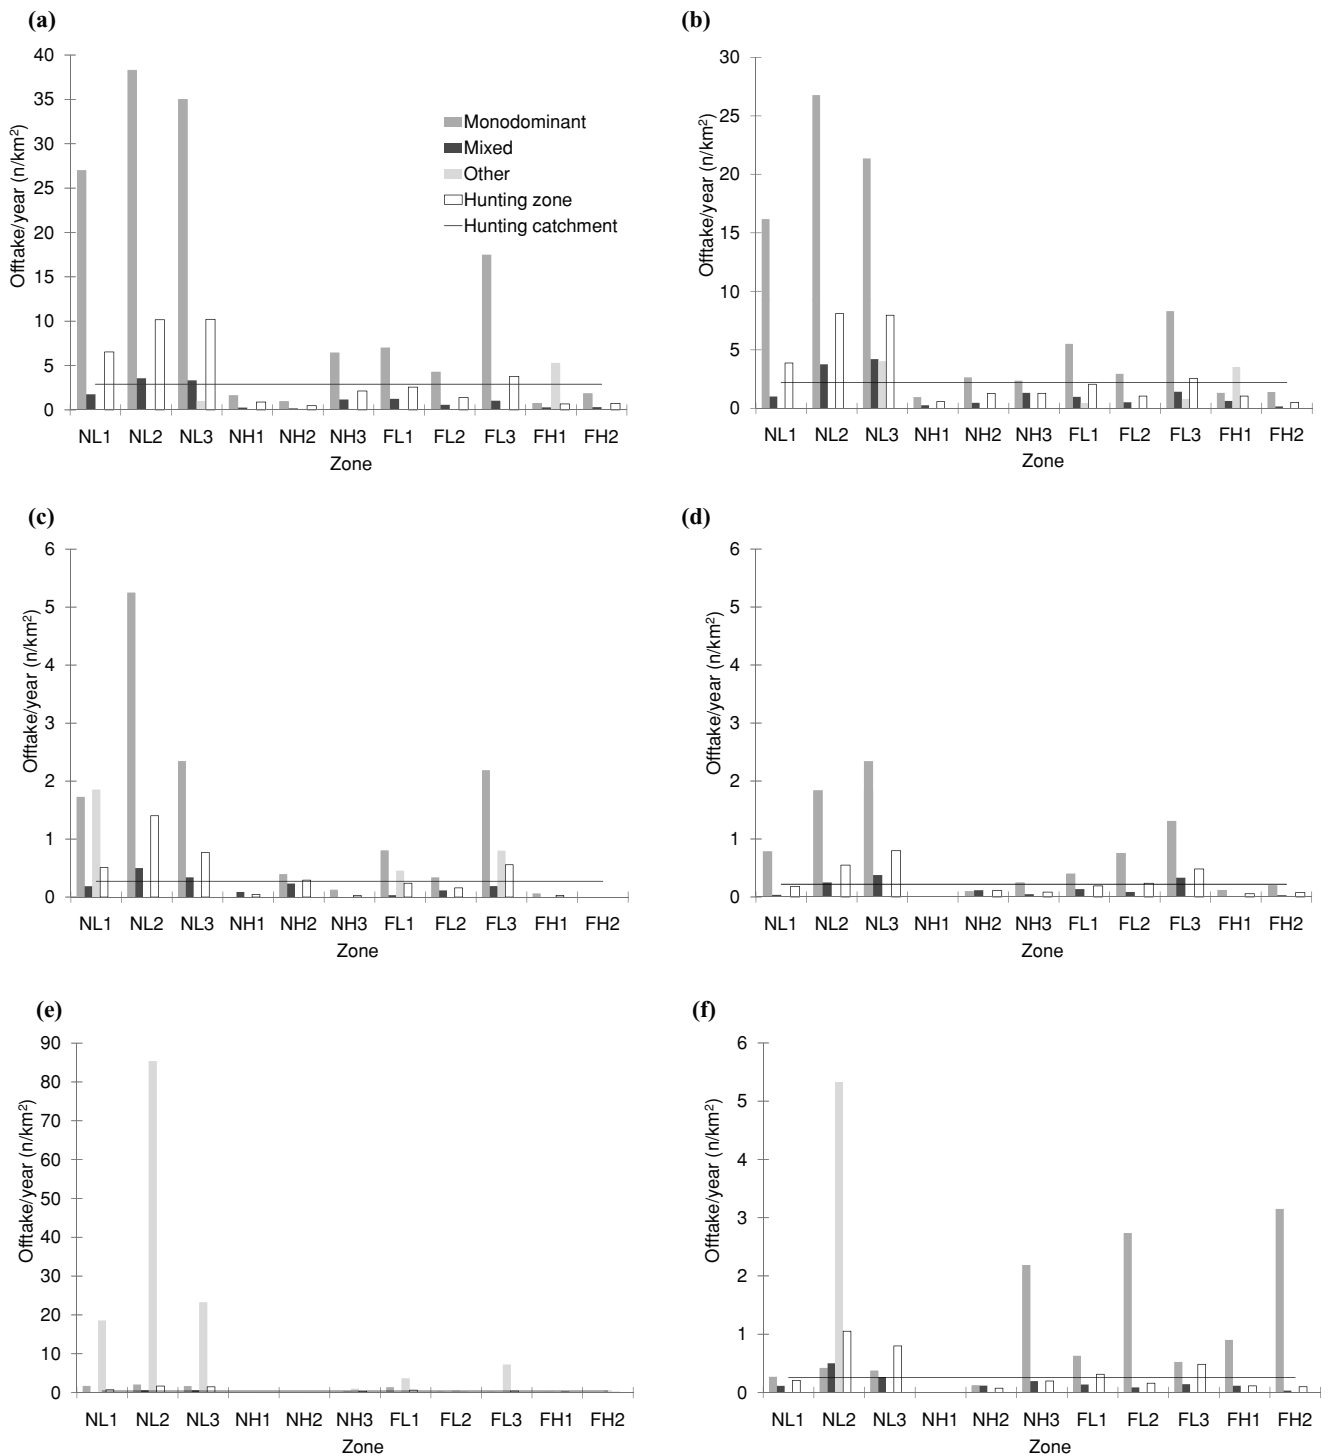 (a)
40
35
30
25
20
15
10
5
0
Offtake/year (n/km²)
Monodominant
Mixed
Other
Hunting zone
Hunting catchment
NL1 NL2 NL3 NH1 NH2 NH3 FL1 FL2 FL3 FH1 FH2
Zone
(b)
30
25
20
15
10
5
0
Offtake/year (n/km²)
NL1 NL2 NL3 NH1 NH2 NH3 FL1 FL2 FL3 FH1 FH2
Zone
(c)
6
5
4
3
2
1
0
Offtake/year (n/km²)
NL1 NL2 NL3 NH1 NH2 NH3 FL1 FL2 FL3 FH1 FH2
Zone
(d)
6
5
4
3
2
1
0
Offtake/year (n/km²)
NL1 NL2 NL3 NH1 NH2 NH3 FL1 FL2 FL3 FH1 FH2
Zone
(e)
90
80
70
60
50
40
30
20
10
0
Offtake/year (n/km²)
NL1 NL2 NL3 NH1 NH2 NH3 FL1 FL2 FL3 FH1 FH2
Zone
(f)
6
5
4
3
2
1
0
Offtake/year (n/km²)
NL1 NL2 NL3 NH1 NH2 NH3 FL1 FL2 FL3 FH1 FH2
Zone